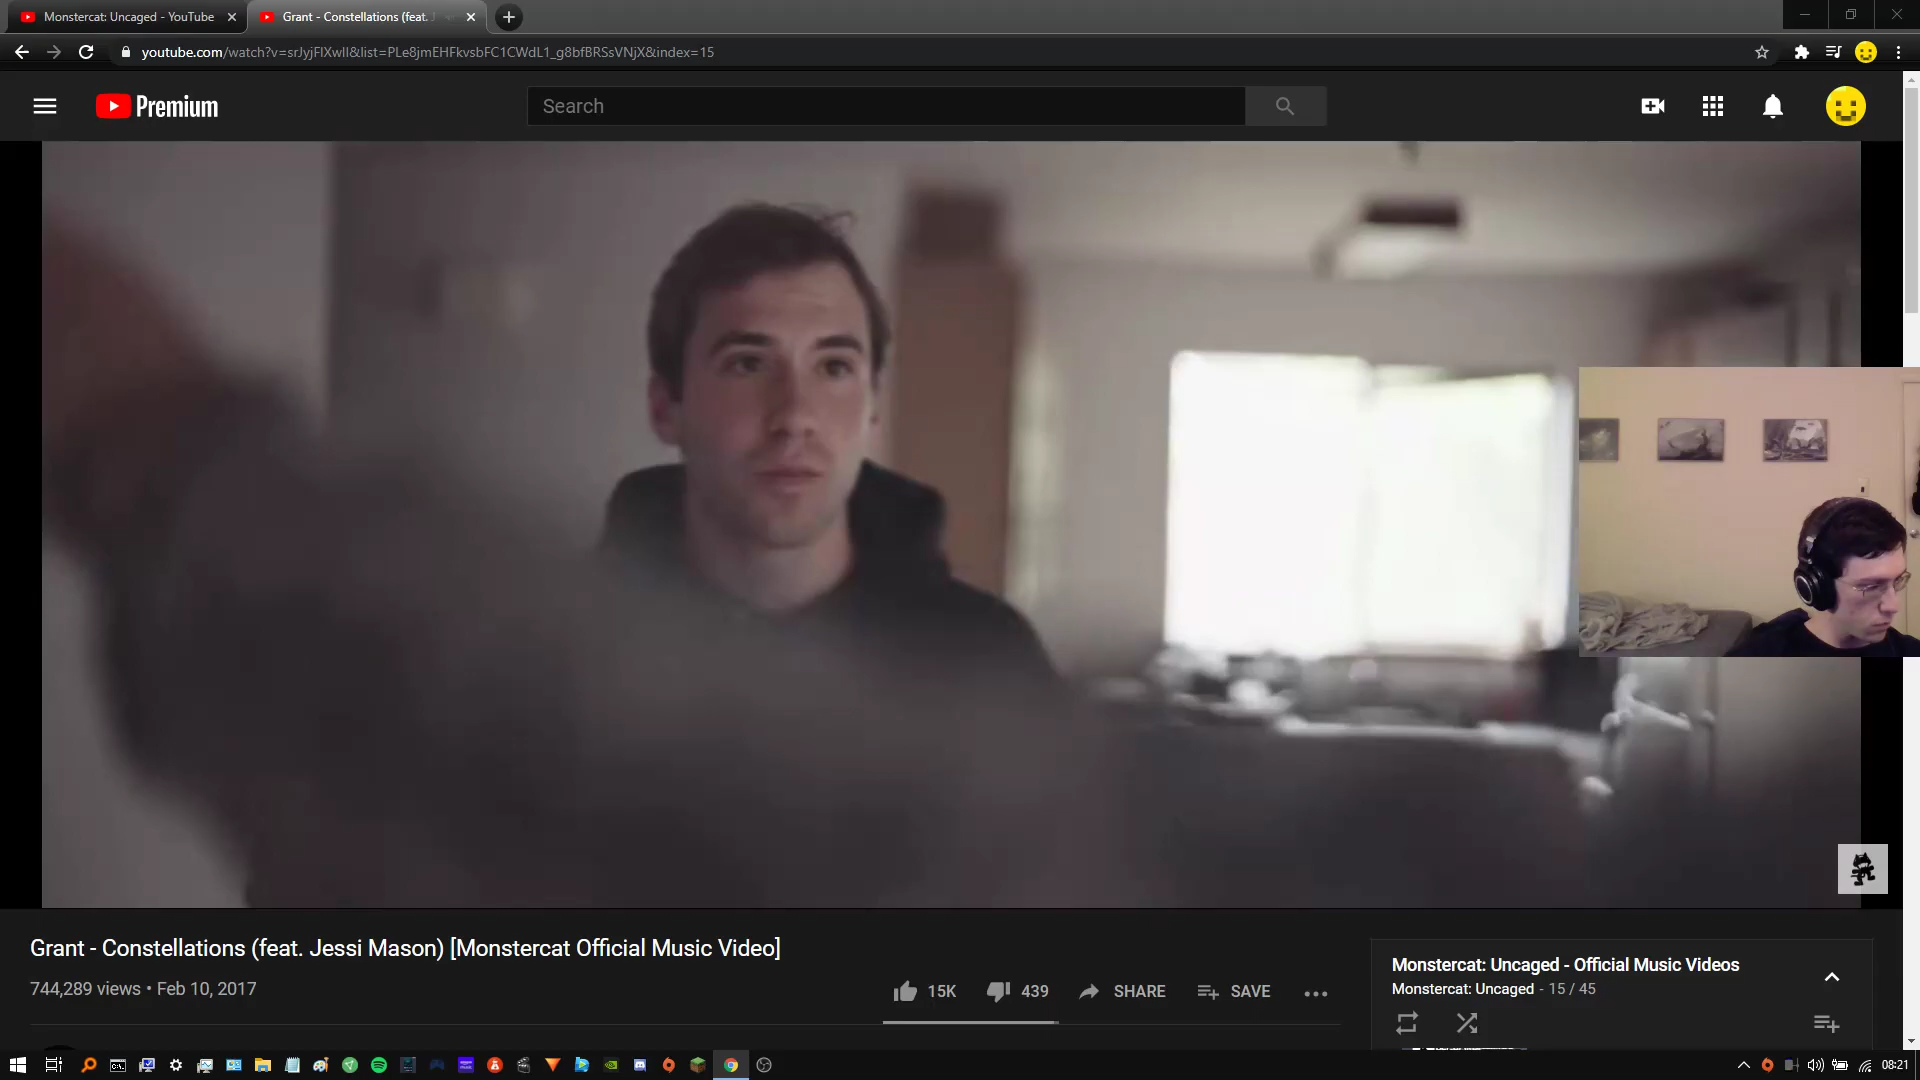 Monstercat: Uncaged - YouTube
Grant - Constellations (feat. J
youtube.com/watch?v=srJyjFlXwlI&list=PLe8jmEHFkvsbFC1CWdL1_g8bfBRSsVNjX&index=15
Premium
Search
Grant - Constellations (feat. Jessi Mason) [Monstercat Official Music Video]
744,289 views • Feb 10, 2017
15K
439
SHARE
SAVE
Monstercat: Uncaged - Official Music Videos
Monstercat: Uncaged - 15 / 45
08:21